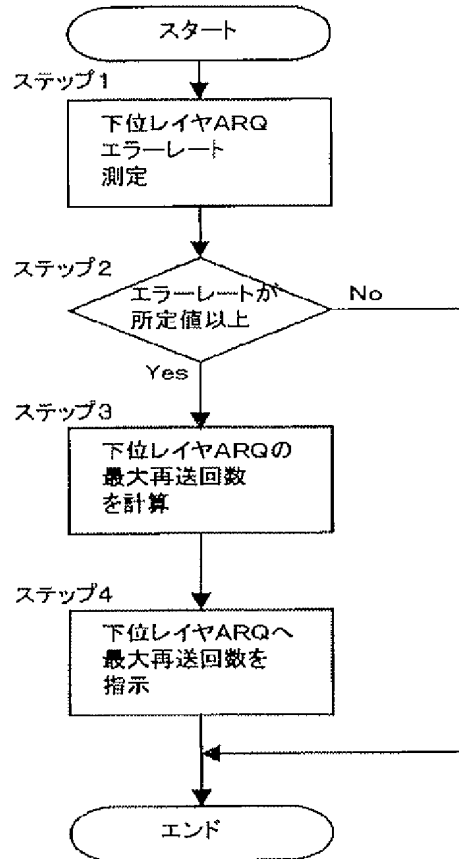 スタート
ステップ1
下位レイヤARQ
エラーレート
測定
ステップ2
エラーレートが
所定値以上
No
Yes
ステップ3
下位レイヤARQの
最大再送回数
を計算
ステップ4
下位レイヤARQへ
最大再送回数を
指示
エンド